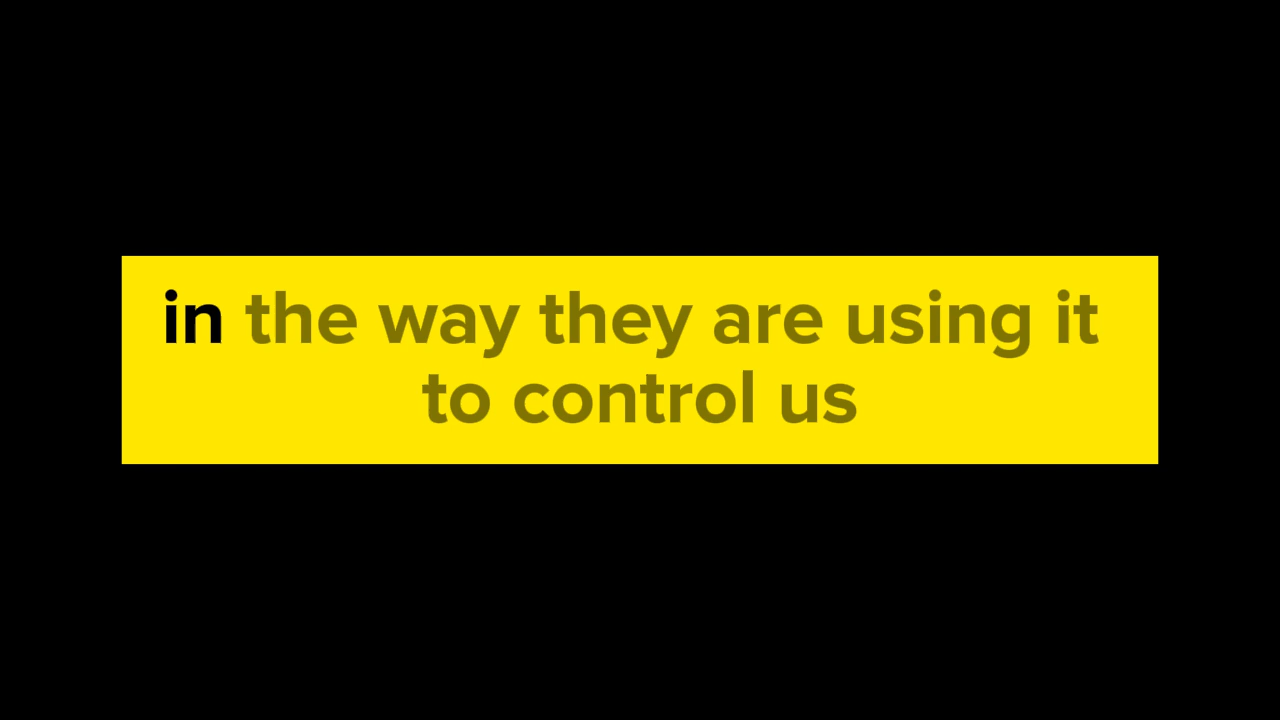 in the way they are using it
to control us